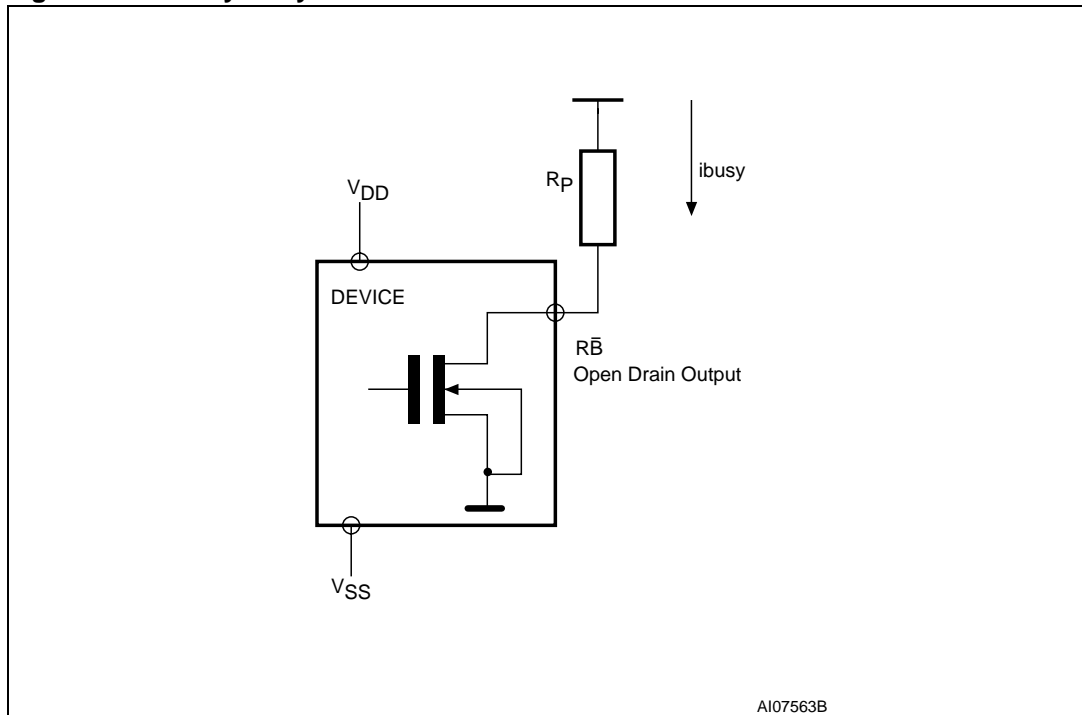 RP
ibusy
VDD
DEVICE
RB̅
Open Drain Output
VSS
AI07563B